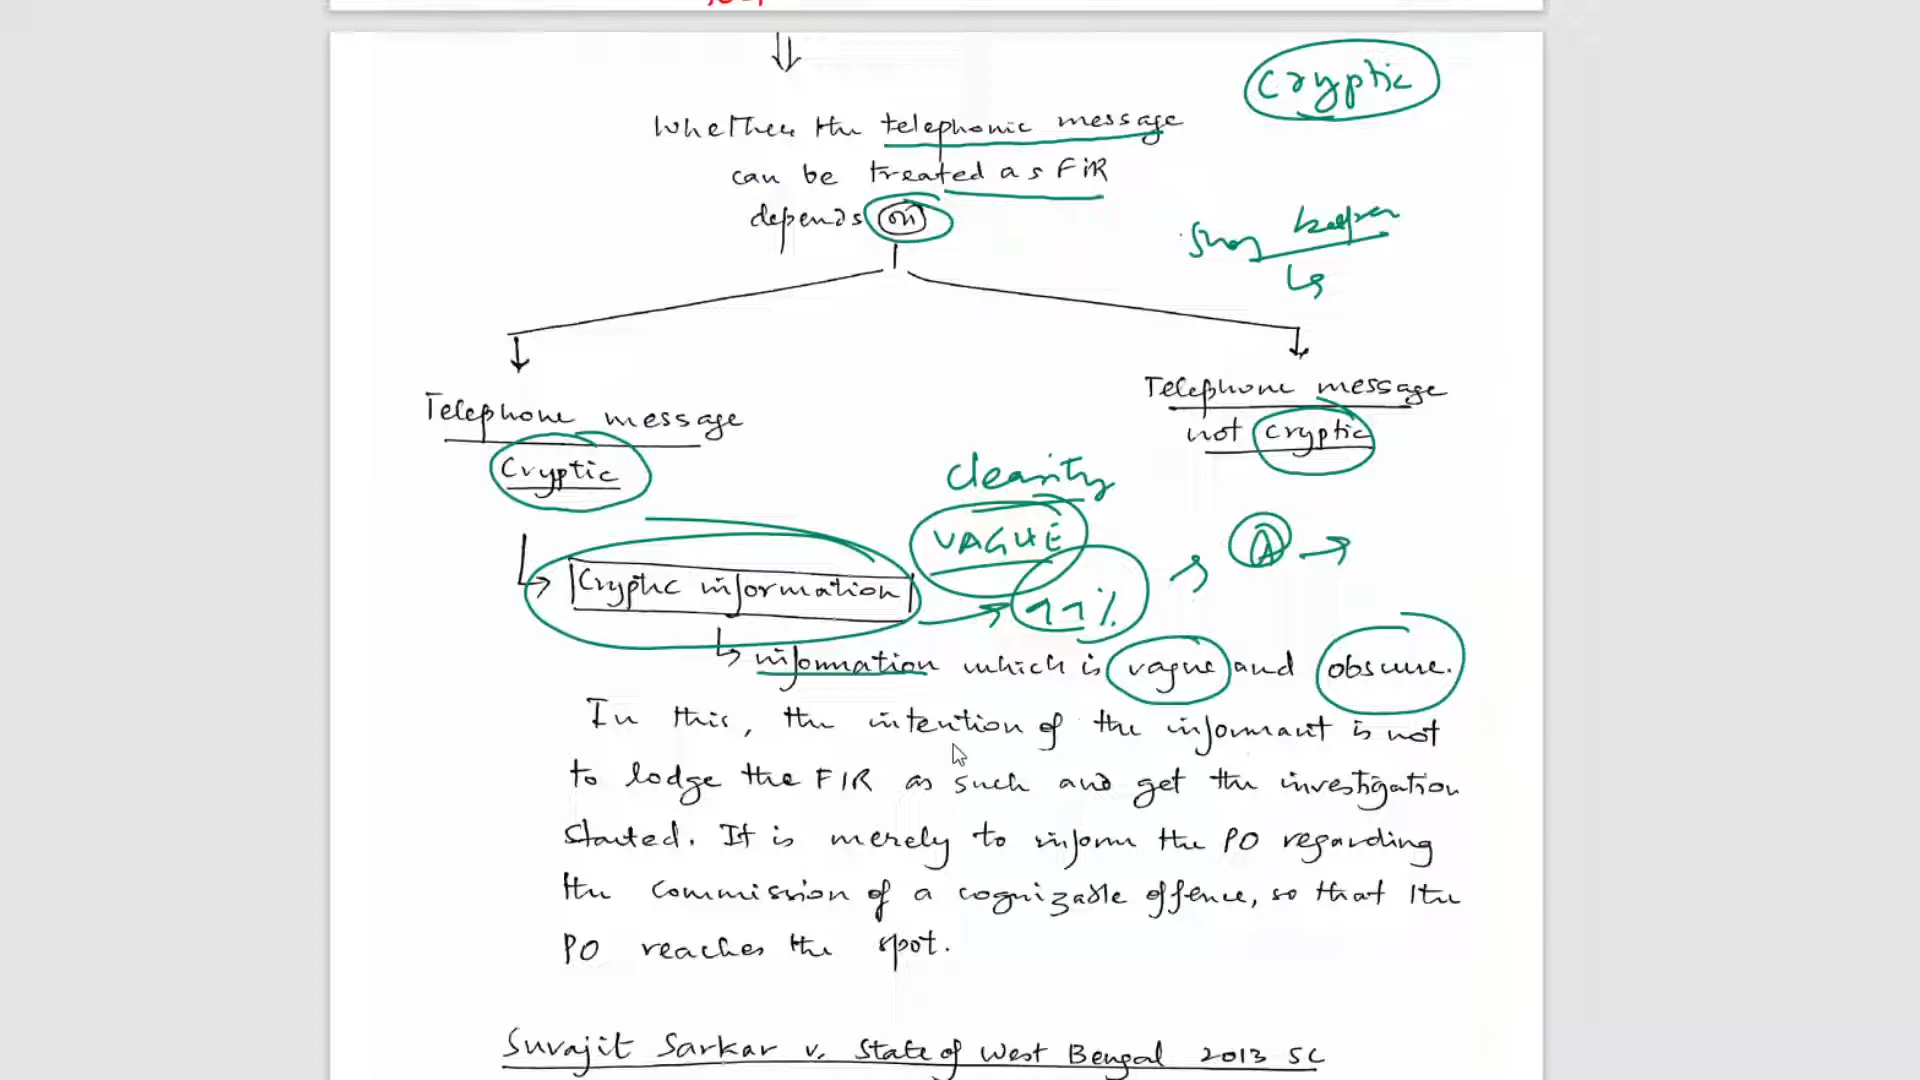 Cryptic
Whether the telephonic message
can be treated as FIR
depends on
keeper
Telephone message
not Cryptic
Telephone message
Cryptic
clearity
VAGUE
A
Cryptic information
99%
information which is vague and obscure.
In this, the intention of the informant is not
to lodge the FIR as such and get the investigation
started. It is merely to inform the PO regarding
the commission of a cognizable offence, so that the
PO reaches the spot.
Suvajit Sarkar v. State of West Bengal 2013 SC